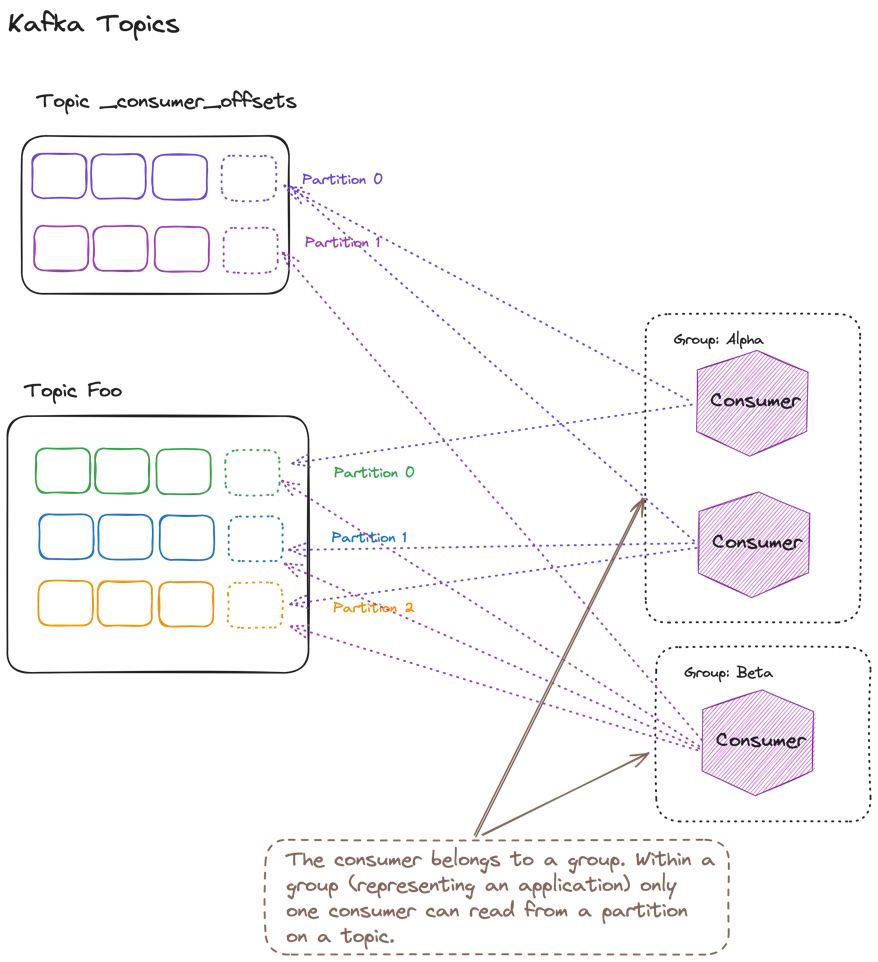 Kafka Topics
Topic _consumer_offsets
Partition 0
Partition 1
Group: Alpha
Consumer
Topic Foo
Partition 0
Partition 1
Consumer
Partition 2
Group: Beta
Consumer
The consumer belongs to a group. Within a
group (representing an application) only
one consumer can read from a partition
on a topic.